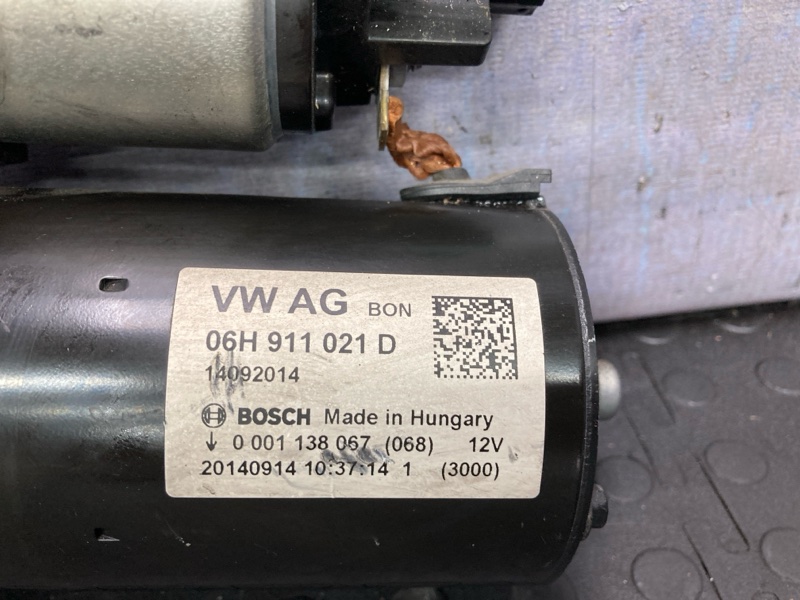 VW AG BON
06H 911 021 D
14092014
BOSCH Made in Hungary
↓ 0 001 138 067 (068) 12V
20140914 10:37:14 1 (3000)